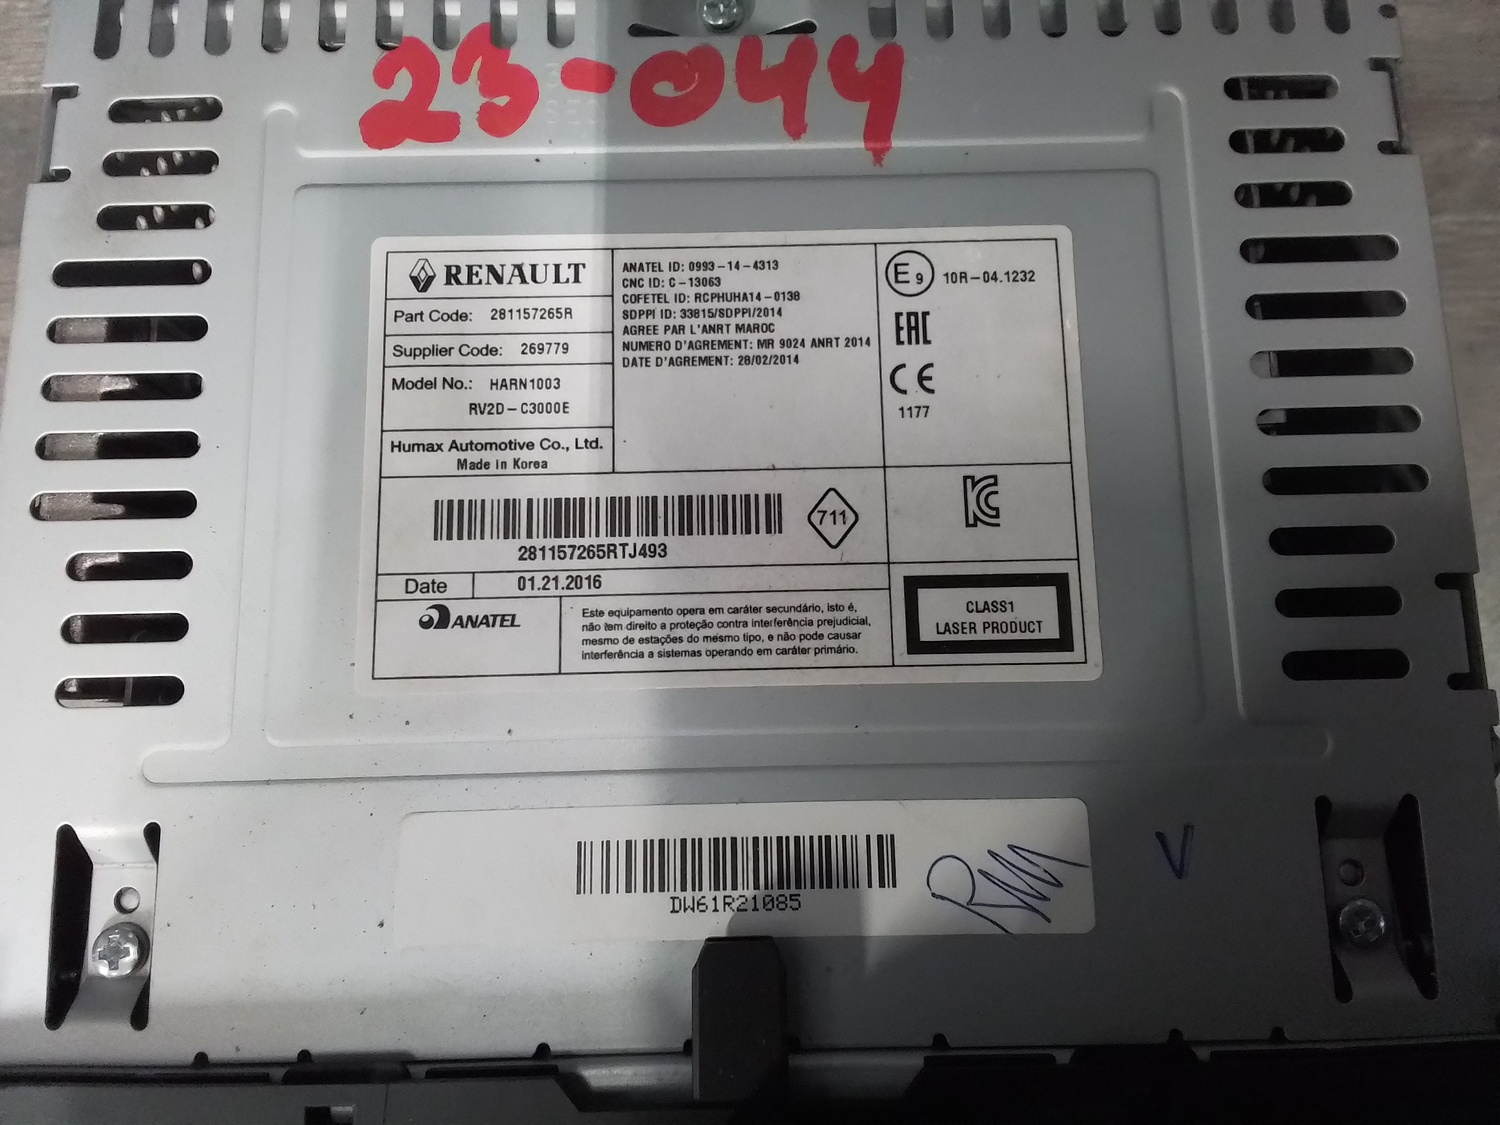 23-044
RENAULT
Part Code: 281157265R
Supplier Code: 269779
Model No.: HARN1003
RV2D-C3000E
Humax Automotive Co., Ltd.
Made in Korea
ANATEL ID: 0993-14-4313
CNC ID: C-13063
COFETEL ID: RCPHUHA14-0138
SDPPI ID: 33815/SDPPI/2014
AGREE PAR L'ANRT MAROC
NUMERO D'AGREMENT: MR 9024 ANRT 2014
DATE D'AGREMENT: 28/02/2014
E9 10R-04.1232
EAC
CE
1177
281157265RTJ493
711
KC
Date 01.21.2016
ANATEL
Este equipamento opera em caráter secundário, isto é,
não tem direito a proteção contra interferência prejudicial,
mesmo de estações do mesmo tipo, e não pode causar
interferência a sistemas operando em caráter primário.
CLASS1
LASER PRODUCT
DW61R21085
V